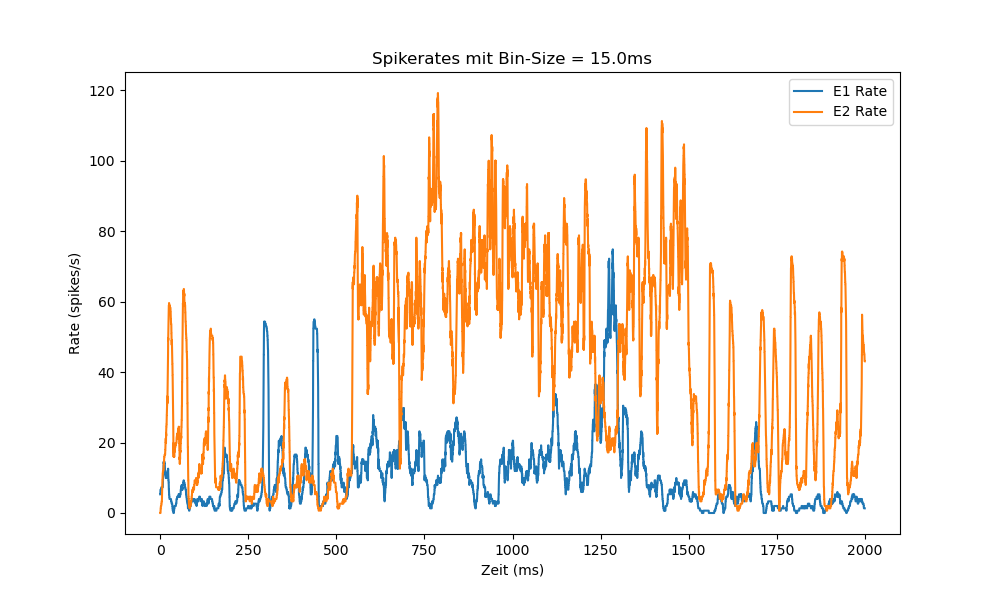 Spikerates mit Bin-Size = 15.0ms
E1 Rate
E2 Rate
120
100
80
60
40
20
0
Rate (spikes/s)
0 250 500 750 1000 1250 1500 1750 2000
Zeit (ms)